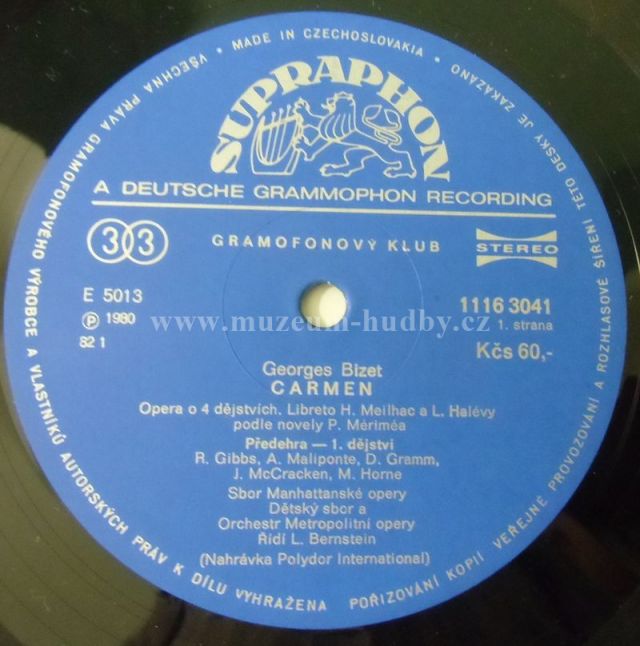 VŠECHNA PRÁVA GRAMOFONOVÉHO VÝROBCE A VLASTNÍKŮ AUTORSKÝCH PRÁV K DÍLU VYHRAŽENA
POŘIZOVÁNÍ KOPIÍ VEŘEJNÉ PROVOZOVÁNÍ A ROZHLASOVÉ ŠÍŘENÍ TÉTO DESKY JE ZAKÁZÁNO
• MADE IN CZECHOSLOVAKIA •
SUPRAPHON
A DEUTSCHE GRAMMOPHON RECORDING
33 GRAMOFONOVÝ KLUB STEREO
E 5013 1116 3041
℗ 1980 www.muzeum-hudby.cz 1. strana
82 1 Kčs 60,-
Georges Bizet
CARMEN
Opera o 4 dějstvích. Libreto H. Meilhac a L. Halévy
podle novely P. Mériméa
Předehra — 1. dějství
R. Gibbs, A. Maliponte, D. Gramm,
J. McCracken, M. Horne
Sbor Manhattanské opery
Dětský sbor a
Orchestr Metropolitní opery
Řídí L. Bernstein
(Nahrávka Polydor International)